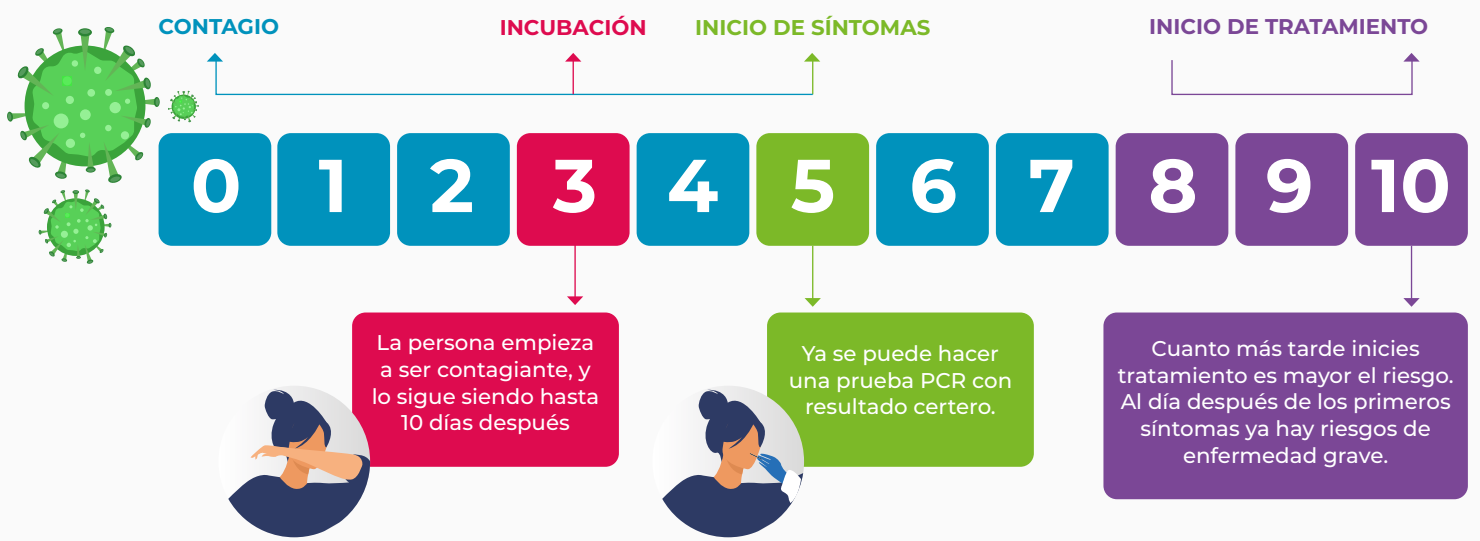 CONTAGIO
INCUBACIÓN
INICIO DE SÍNTOMAS
INICIO DE TRATAMIENTO
0
1
2
3
4
5
6
7
8
9
10
La persona empieza
a ser contagiante, y
lo sigue siendo hasta
10 días después
Ya se puede hacer
una prueba PCR con
resultado certero.
Cuanto más tarde inicies
tratamiento es mayor el riesgo.
Al día después de los primeros
síntomas ya hay riesgos de
enfermedad grave.